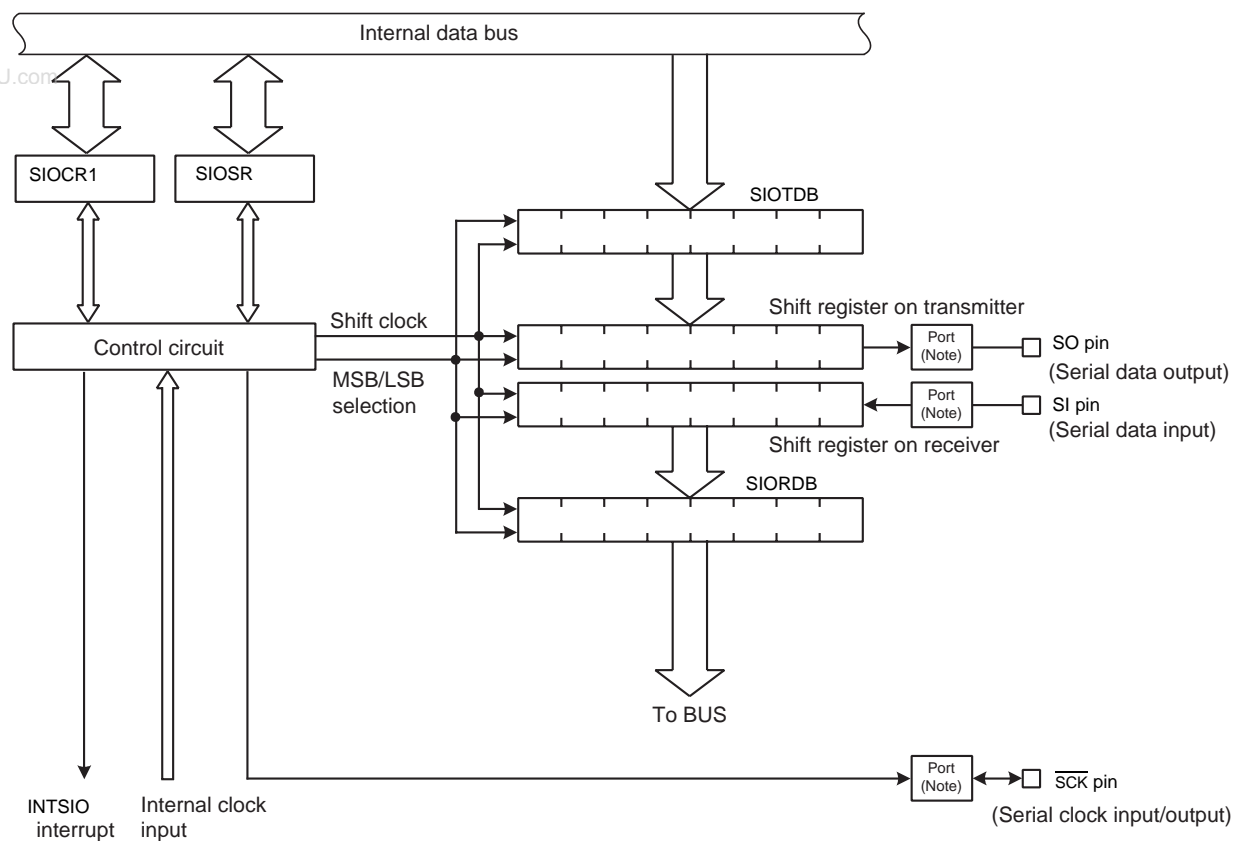 Internal data bus
U.com
SIOCR1
SIOSR
SIOTDB
Shift clock
Shift register on transmitter
Control circuit
Port
(Note)
SO pin
(Serial data output)
MSB/LSB
selection
Port
(Note)
SI pin
(Serial data input)
Shift register on receiver
SIORDB
To BUS
Port
(Note)
SCK pin
(Serial clock input/output)
INTSIO
interrupt
Internal clock
input